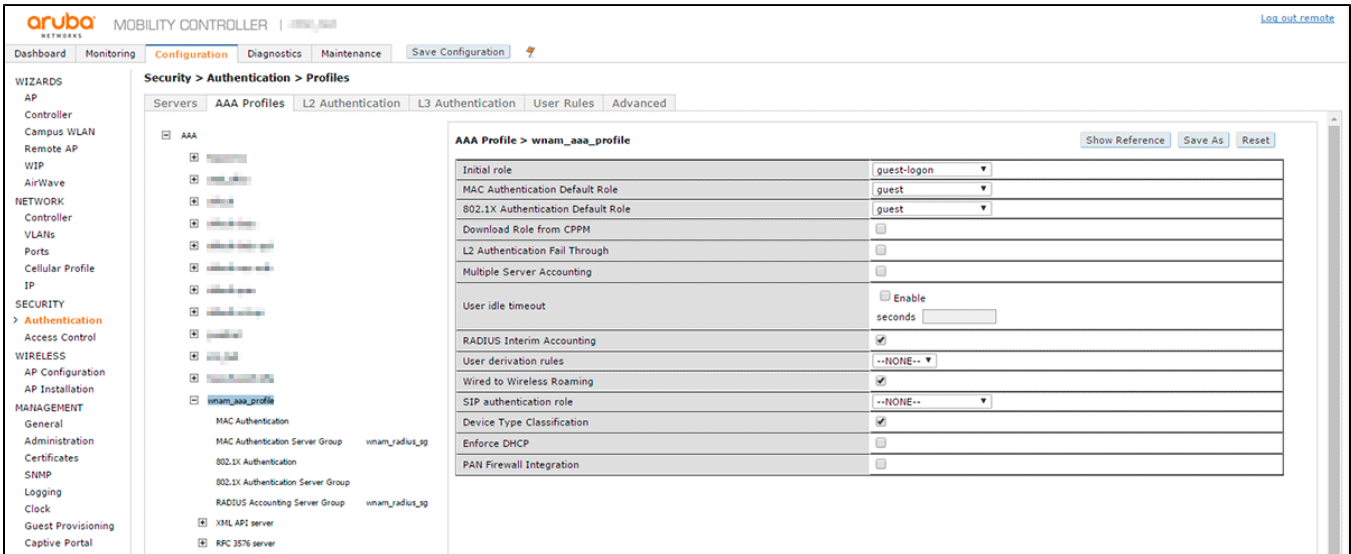 aruba NETWORKS MOBILITY CONTROLLER | Log out remote
Dashboard Monitoring Configuration Diagnostics Maintenance Save Configuration
WIZARDS
AP
Controller
Campus WLAN
Remote AP
WIP
AirWave
NETWORK
Controller
VLANs
Ports
Cellular Profile
IP
SECURITY
> Authentication
Access Control
WIRELESS
AP Configuration
AP Installation
MANAGEMENT
General
Administration
Certificates
SNMP
Logging
Clock
Guest Provisioning
Captive Portal
Security > Authentication > Profiles
Servers AAA Profiles L2 Authentication L3 Authentication User Rules Advanced
AAA
wnam_aaa_profile
MAC Authentication
MAC Authentication Server Group wnam_radius_sg
802.1X Authentication
802.1X Authentication Server Group
RADIUS Accounting Server Group wnam_radius_sg
XML API server
RFC 3576 server
AAA Profile > wnam_aaa_profile Show Reference Save As Reset
Initial role guest-logon
MAC Authentication Default Role guest
802.1X Authentication Default Role guest
Download Role from CPPM
L2 Authentication Fail Through
Multiple Server Accounting
User idle timeout Enable
seconds
RADIUS Interim Accounting
User derivation rules --NONE--
Wired to Wireless Roaming
SIP authentication role --NONE--
Device Type Classification
Enforce DHCP
PAN Firewall Integration